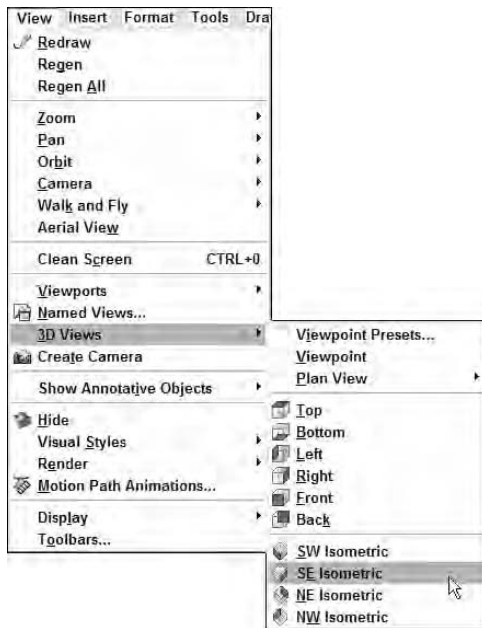 View Insert Format Tools Dra
Redraw
Regen
Regen All
Zoom
Pan
Orbit
Camera
Walk and Fly
Aerial View
Clean Screen CTRL+0
Viewports
Named Views...
3D Views
Create Camera
Show Annotative Objects
Hide
Visual Styles
Render
Motion Path Animations...
Display
Toolbars...
Viewpoint Presets...
Viewpoint
Plan View
Top
Bottom
Left
Right
Front
Back
SW Isometric
SE Isometric
NE Isometric
NW Isometric